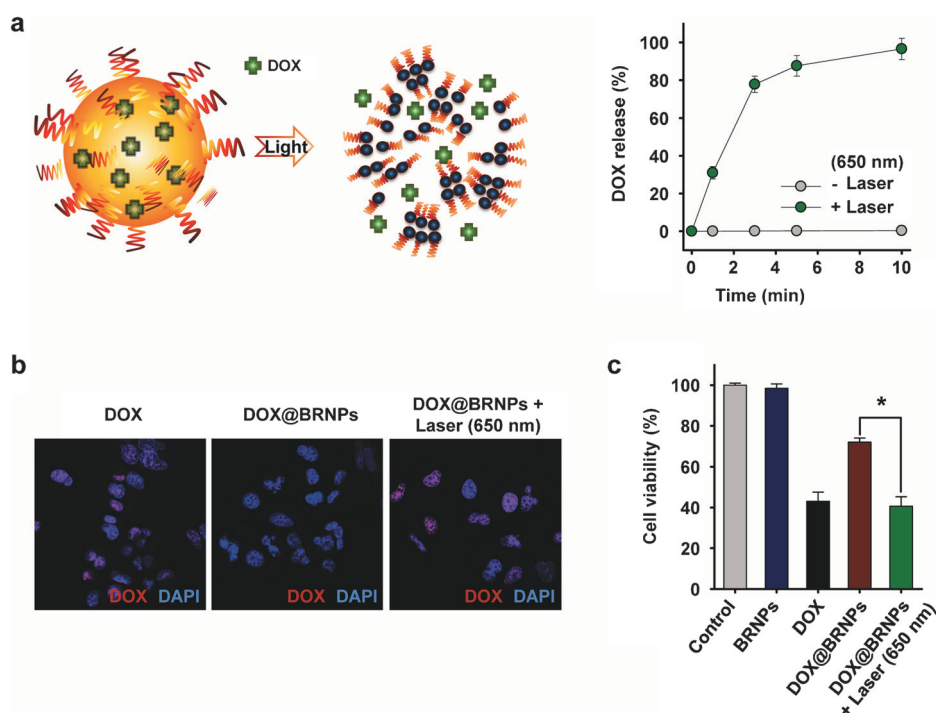 a
DOX
Light
DOX release (%)
100
80
60
40
20
0
(650 nm)
- Laser
+ Laser
0 2 4 6 8 10
Time (min)
b
DOX
DOX@BRNPs
DOX@BRNPs +
Laser (650 nm)
DOX DAPI
DOX DAPI
DOX DAPI
c
Cell viability (%)
100
80
60
40
20
0
*
Control
BRNPs
DOX
DOX@BRNPs
DOX@BRNPs
+ Laser (650 nm)